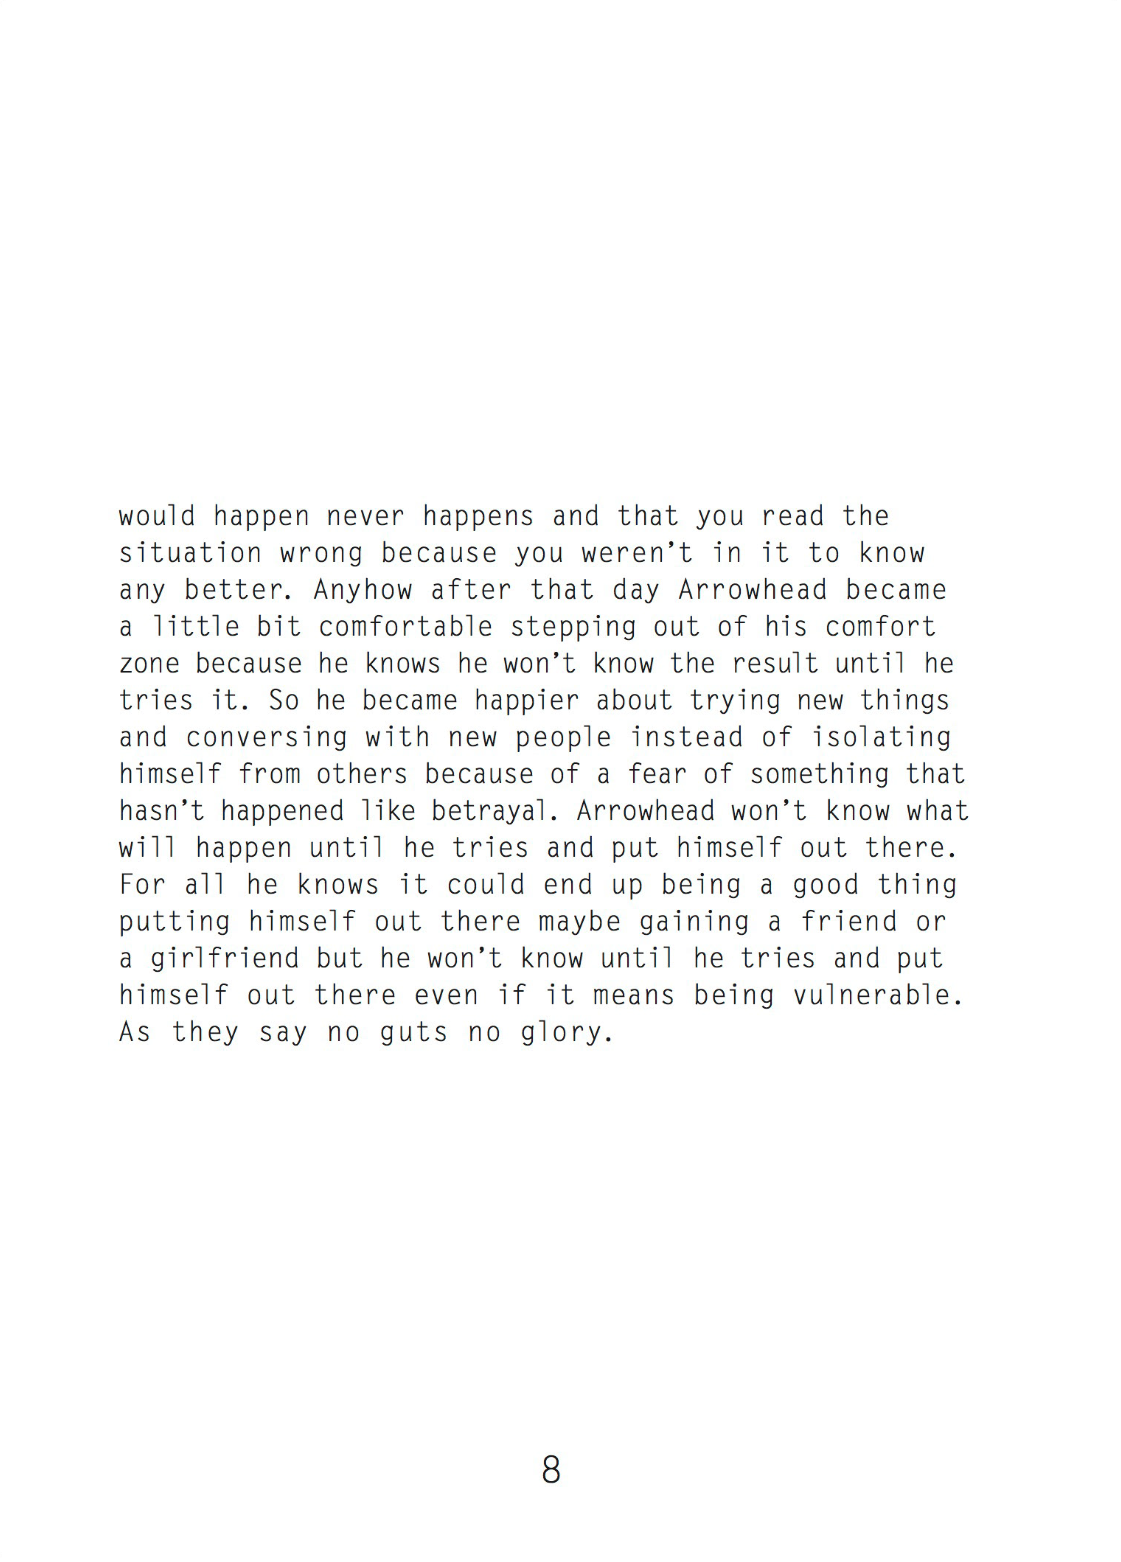 would happen never happens and that you read the
situation wrong because you weren’t in it to know
any better. Anyhow after that day Arrowhead became
a little bit comfortable stepping out of his comfort
zone because he knows he won’t know the result until he
tries it. So he became happier about trying new things
and conversing with new people instead of isolating
himself from others because of a fear of something that
hasn’t happened like betrayal. Arrowhead won’t know what
will happen until he tries and put himself out there.
For all he knows it could end up being a good thing
putting himself out there maybe gaining a friend or
a girlfriend but he won’t know until he tries and put
himself out there even if it means being vulnerable.
As they say no guts no glory.
8